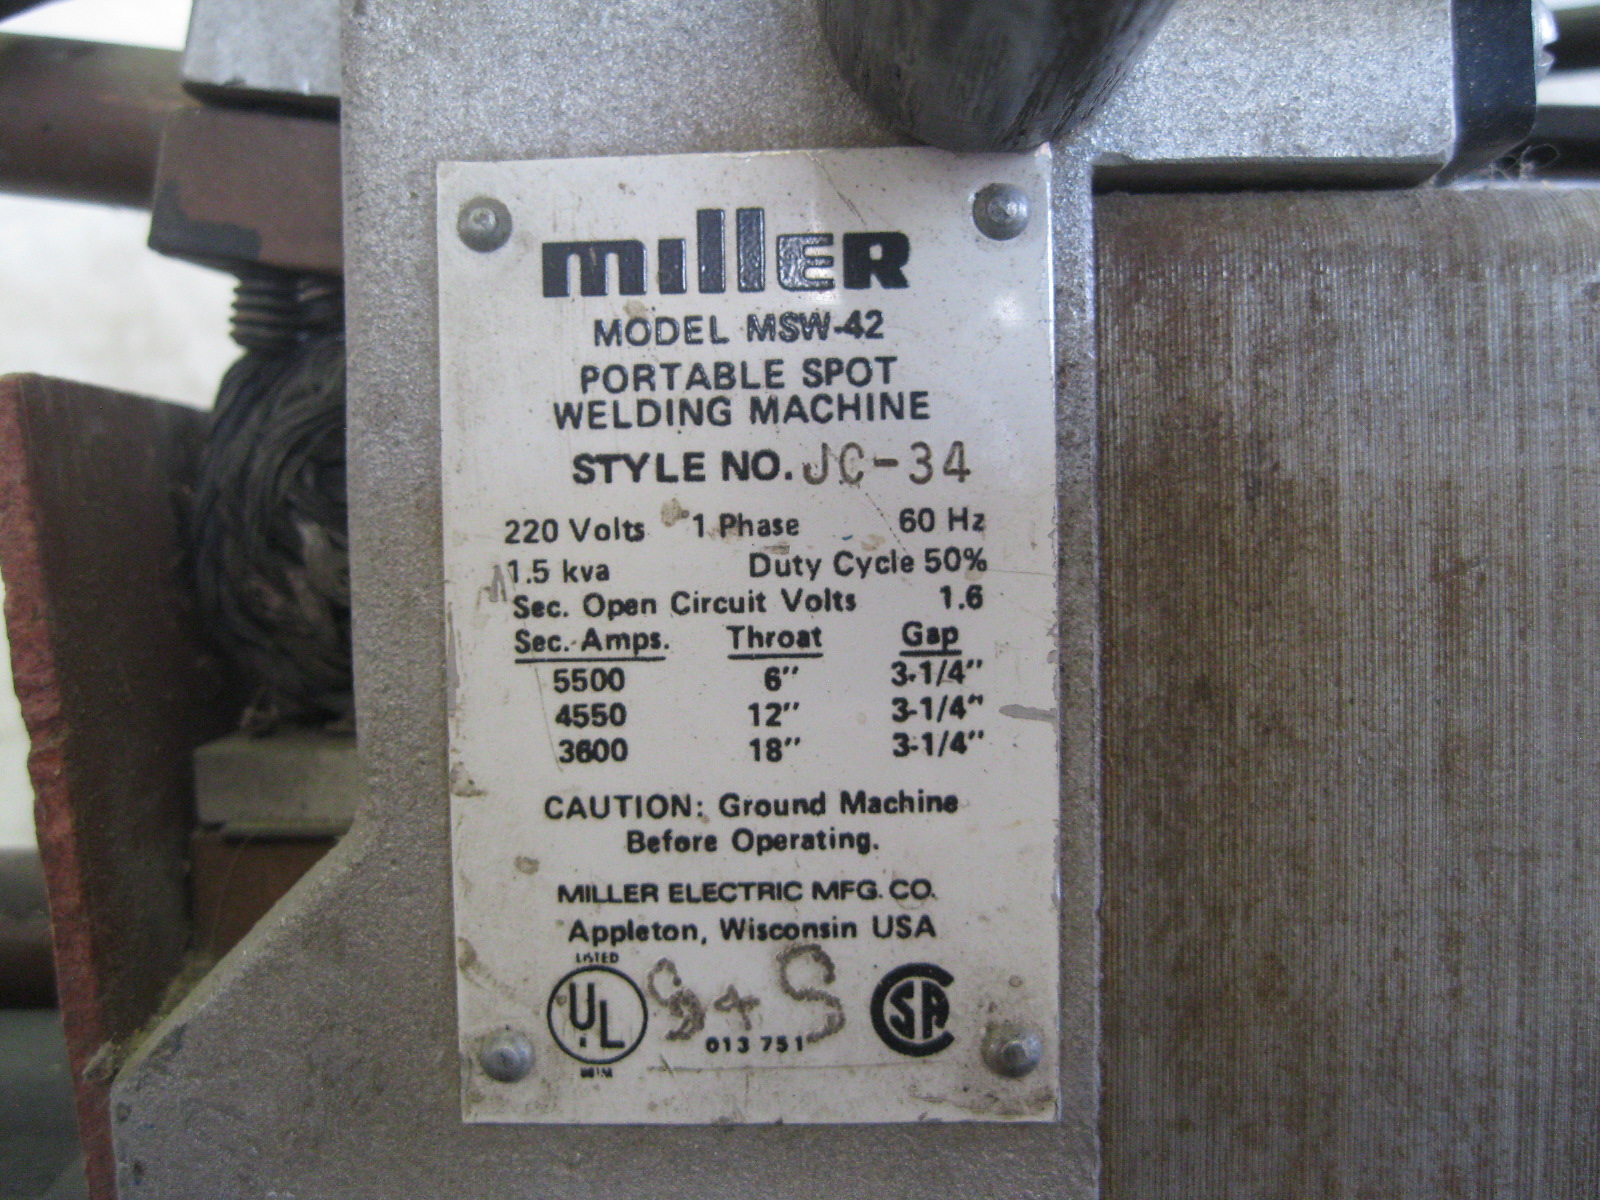 miller
MODEL MSW-42
PORTABLE SPOT
WELDING MACHINE
STYLE NO. JC-34
220 Volts 1 Phase 60 Hz
1.5 kva Duty Cycle 50%
Sec. Open Circuit Volts 1.6
Sec. Amps. Throat Gap
5500 6" 3-1/4"
4550 12" 3-1/4"
3600 18" 3-1/4"
CAUTION: Ground Machine
Before Operating.
MILLER ELECTRIC MFG. CO.
Appleton, Wisconsin USA
LISTED
UL
SA
013 751